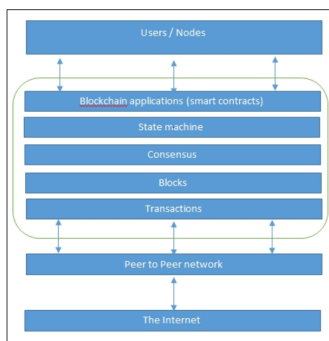 Users / Nodes
Blockchain applications (smart contracts)
State machine
Consensus
Blocks
Transactions
Peer to Peer network
The Internet